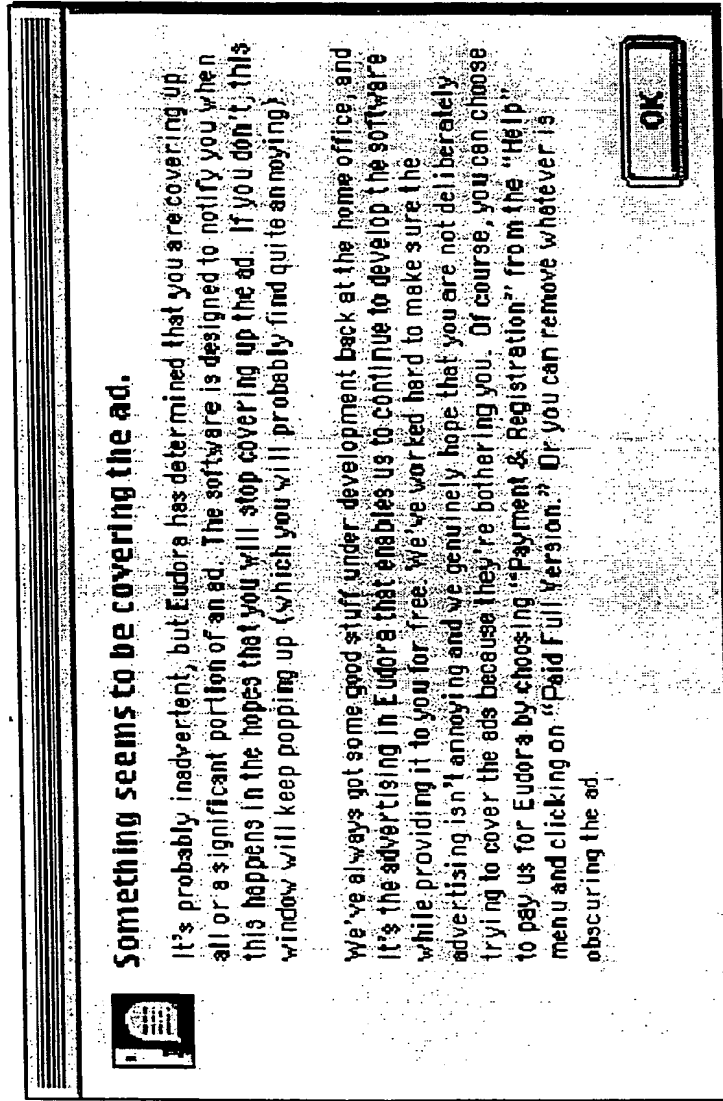 Something seems to be covering the ad.
It's probably inadvertent, but Eudora has determined that you are covering up
all or a significant portion of an ad. The software is designed to notify you when
this happens in the hopes that you will stop covering up the ad. If you don't, this
window will keep popping up (which you will probably find quite annoying)
We've always got some good stuff under development back at the home office, and
it's the advertising in Eudora that enables us to continue to develop the software
while providing it to you for free. We've worked hard to make sure the
advertising isn't annoying and we genuinely hope that you are not deliberately
trying to cover the ads because they're bothering you. Of course, you can choose
to pay us for Eudora by choosing "Payment & Registration" from the "Help"
menu and clicking on "Paid Full Version." Or you can remove whatever is
obscuring the ad.
OK